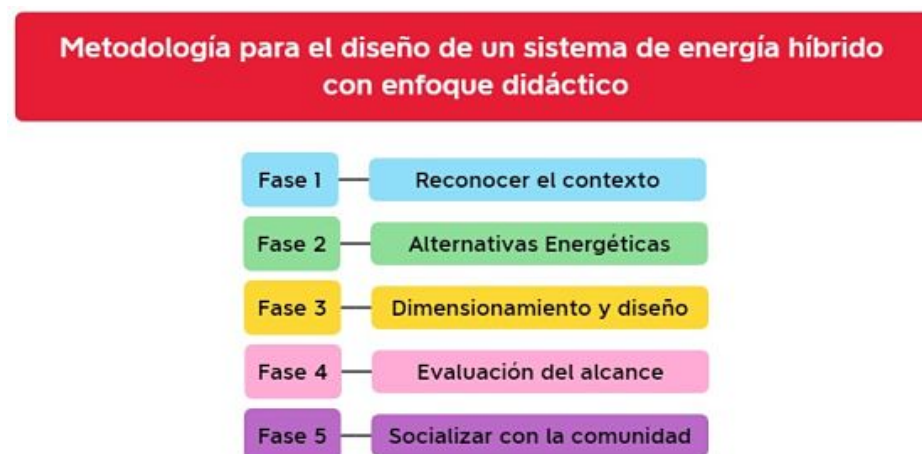 Metodología para el diseño de un sistema de energía híbrido
con enfoque didáctico
Fase 1 Reconocer el contexto
Fase 2 Alternativas Energéticas
Fase 3 Dimensionamiento y diseño
Fase 4 Evaluación del alcance
Fase 5 Socializar con la comunidad